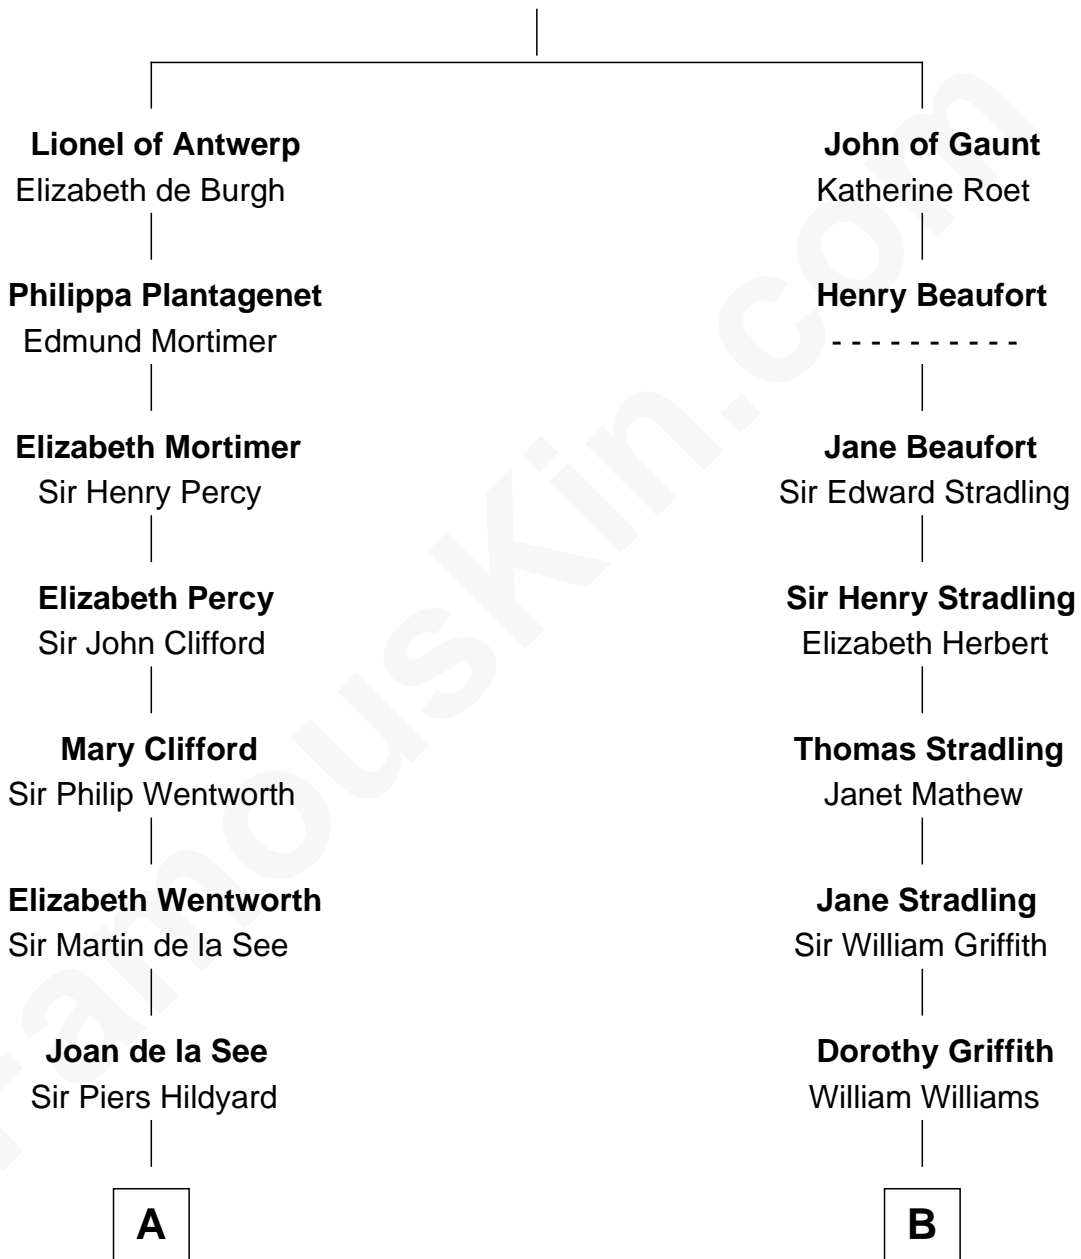 Lionel of Antwerp
Elizabeth de Burgh
Philippa Plantagenet
Edmund Mortimer
Elizabeth Mortimer
Sir Henry Percy
Elizabeth Percy
Sir John Clifford
Mary Clifford
Sir Philip Wentworth
Elizabeth Wentworth
Sir Martin de la See
Joan de la See
Sir Piers Hildyard
A
John of Gaunt
Katherine Roet
Henry Beaufort
- - - - - - - - - -
Jane Beaufort
Sir Edward Stradling
Sir Henry Stradling
Elizabeth Herbert
Thomas Stradling
Janet Mathew
Jane Stradling
Sir William Griffith
Dorothy Griffith
William Williams
B
FamousKin.com